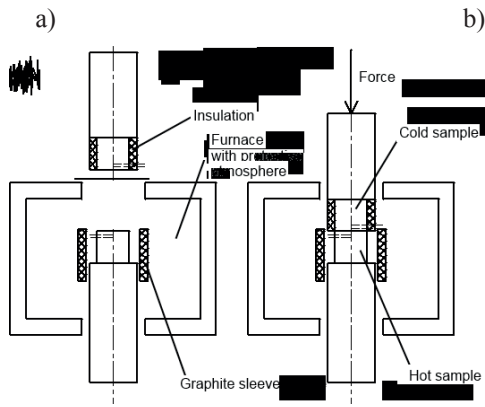 a)
b)
Insulation
Furnace
with protective
atmosphere
Force
Cold sample
Graphite sleeve
Hot sample